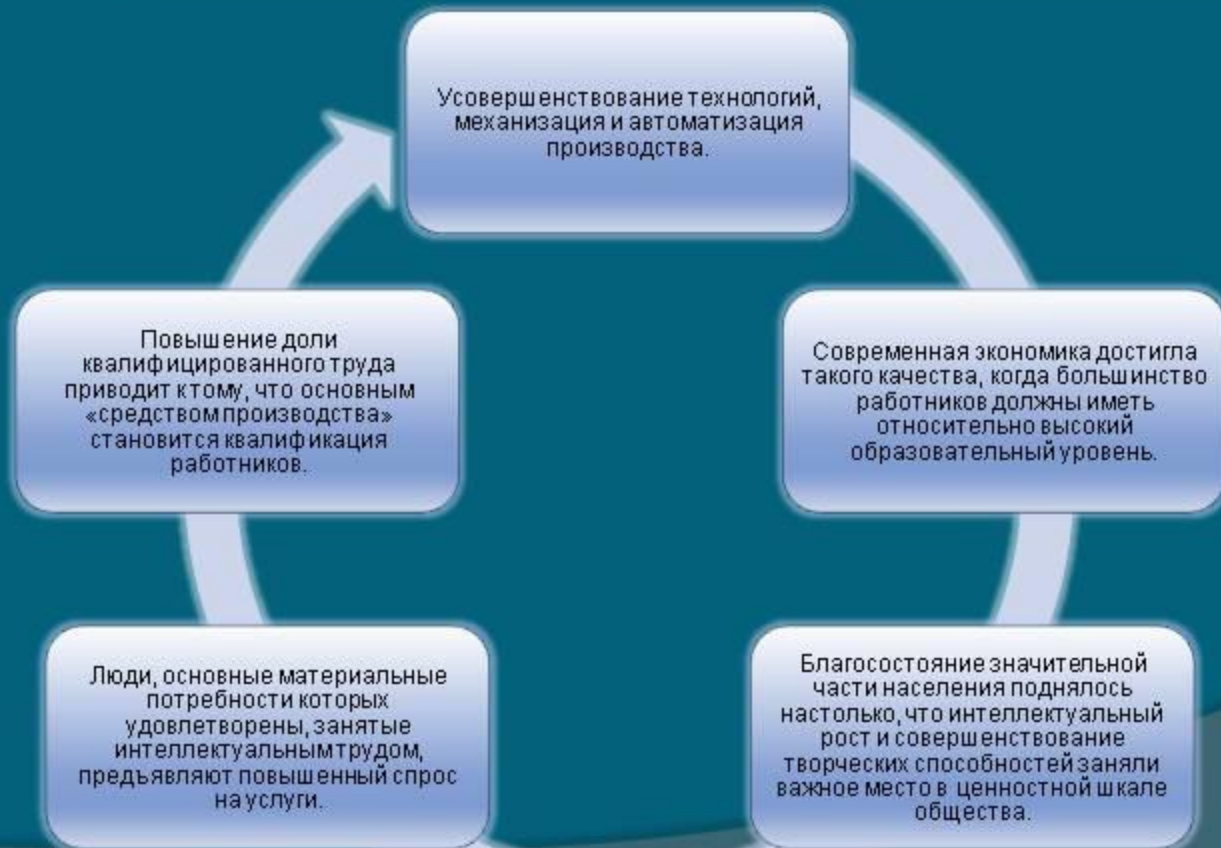 Усовершенствование технологий,
механизация и автоматизация
производства.
Современная экономика достигла
такого качества, когда большинство
работников должны иметь
относительно высокий
образовательный уровень.
Благосостояние значительной
части населения поднялось
настолько, что интеллектуальный
рост и совершенствование
творческих способностей заняли
важное место в ценностной шкале
общества.
Люди, основные материальные
потребности которых
удовлетворены, занятые
интеллектуальным трудом,
предъявляют повышенный спрос
на услуги.
Повышение доли
квалифицированного труда
приводит к тому, что основным
«средством производства»
становится квалификация
работников.